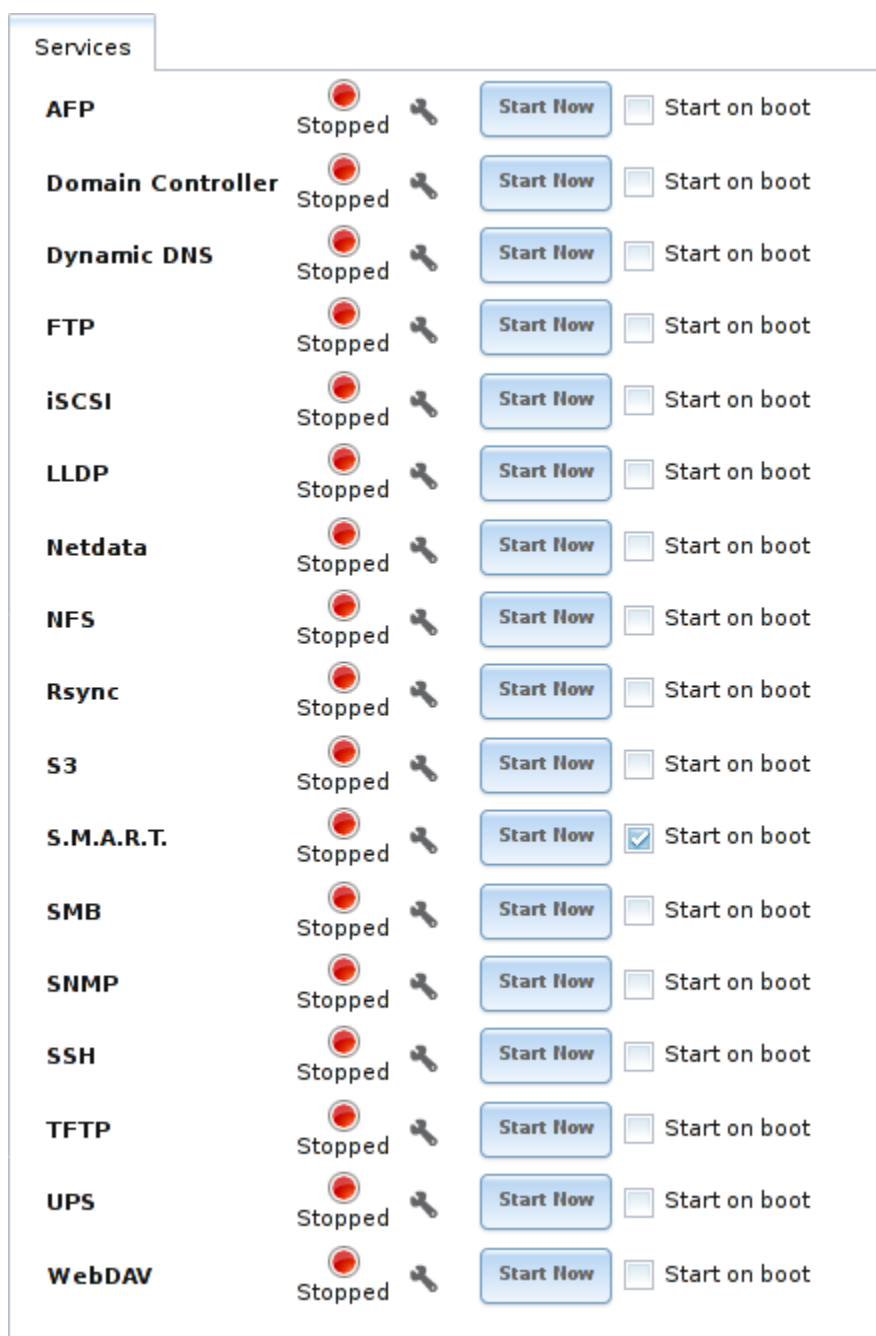 Services
AFP Stopped Start Now Start on boot
Domain Controller Stopped Start Now Start on boot
Dynamic DNS Stopped Start Now Start on boot
FTP Stopped Start Now Start on boot
iSCSI Stopped Start Now Start on boot
LLDP Stopped Start Now Start on boot
Netdata Stopped Start Now Start on boot
NFS Stopped Start Now Start on boot
Rsync Stopped Start Now Start on boot
S3 Stopped Start Now Start on boot
S.M.A.R.T. Stopped Start Now Start on boot
SMB Stopped Start Now Start on boot
SNMP Stopped Start Now Start on boot
SSH Stopped Start Now Start on boot
TFTP Stopped Start Now Start on boot
UPS Stopped Start Now Start on boot
WebDAV Stopped Start Now Start on boot